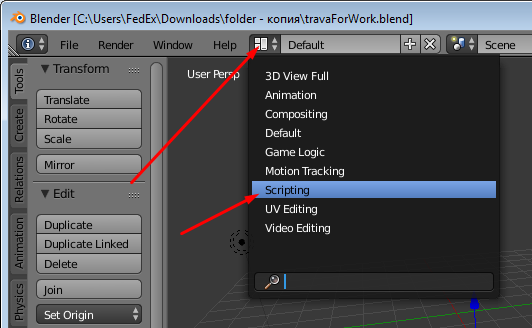 Blender [C:\Users\FedEx\Downloads\folder - копия\travaForWork.blend]
File Render Window Help Default Scene
Tools
Create
Relations
Animation
Physics
Transform
Translate
Rotate
Scale
Mirror
Edit
Duplicate
Duplicate Linked
Delete
Join
Set Origin
User Persp
3D View Full
Animation
Compositing
Default
Game Logic
Motion Tracking
Scripting
UV Editing
Video Editing